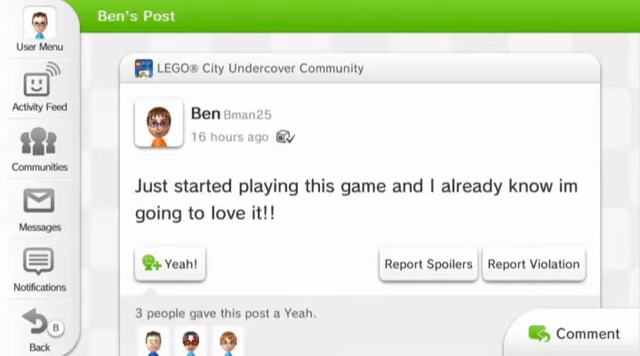 Ben's Post
User Menu
Activity Feed
Communities
Messages
Notifications
Back
B
LEGO® City Undercover Community
Ben Bman25
16 hours ago
Just started playing this game and I already know im
going to love it!!
Yeah!
Report Spoilers
Report Violation
3 people gave this post a Yeah.
Comment